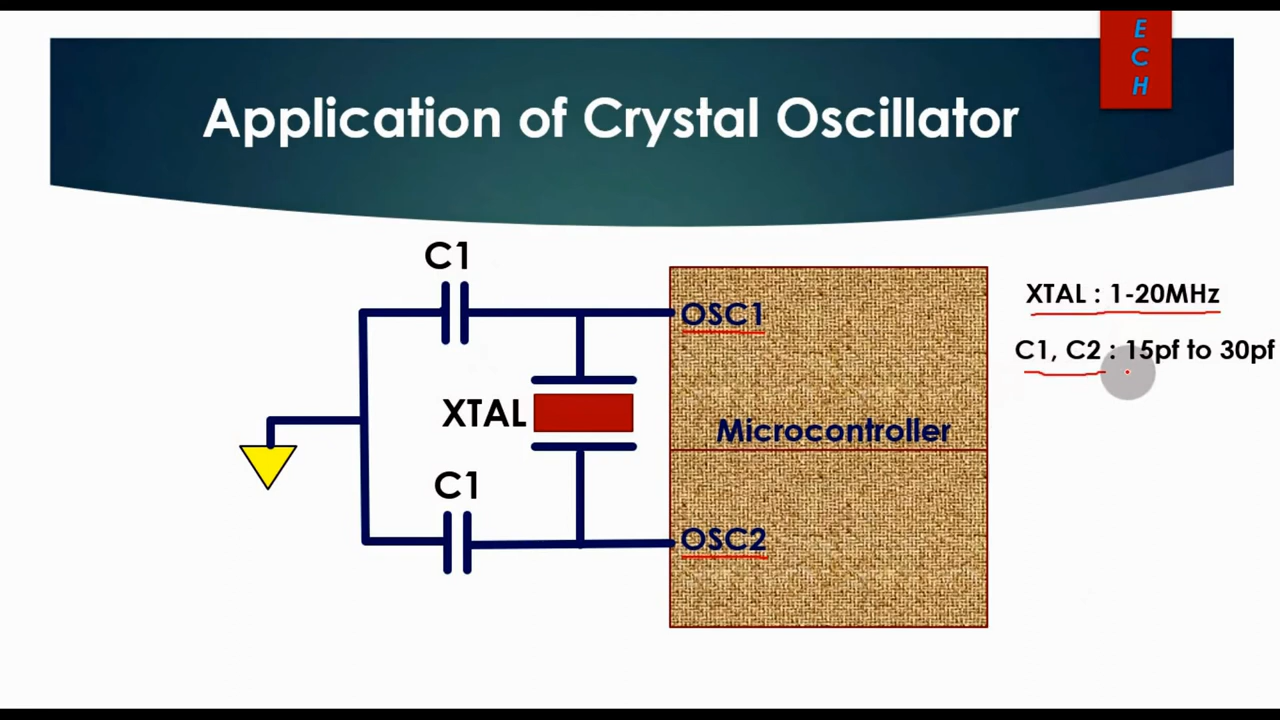 E
C
H
Application of Crystal Oscillator
C1
OSC1
XTAL : 1-20MHz
C1, C2 : 15pf to 30pf
XTAL
Microcontroller
C1
OSC2